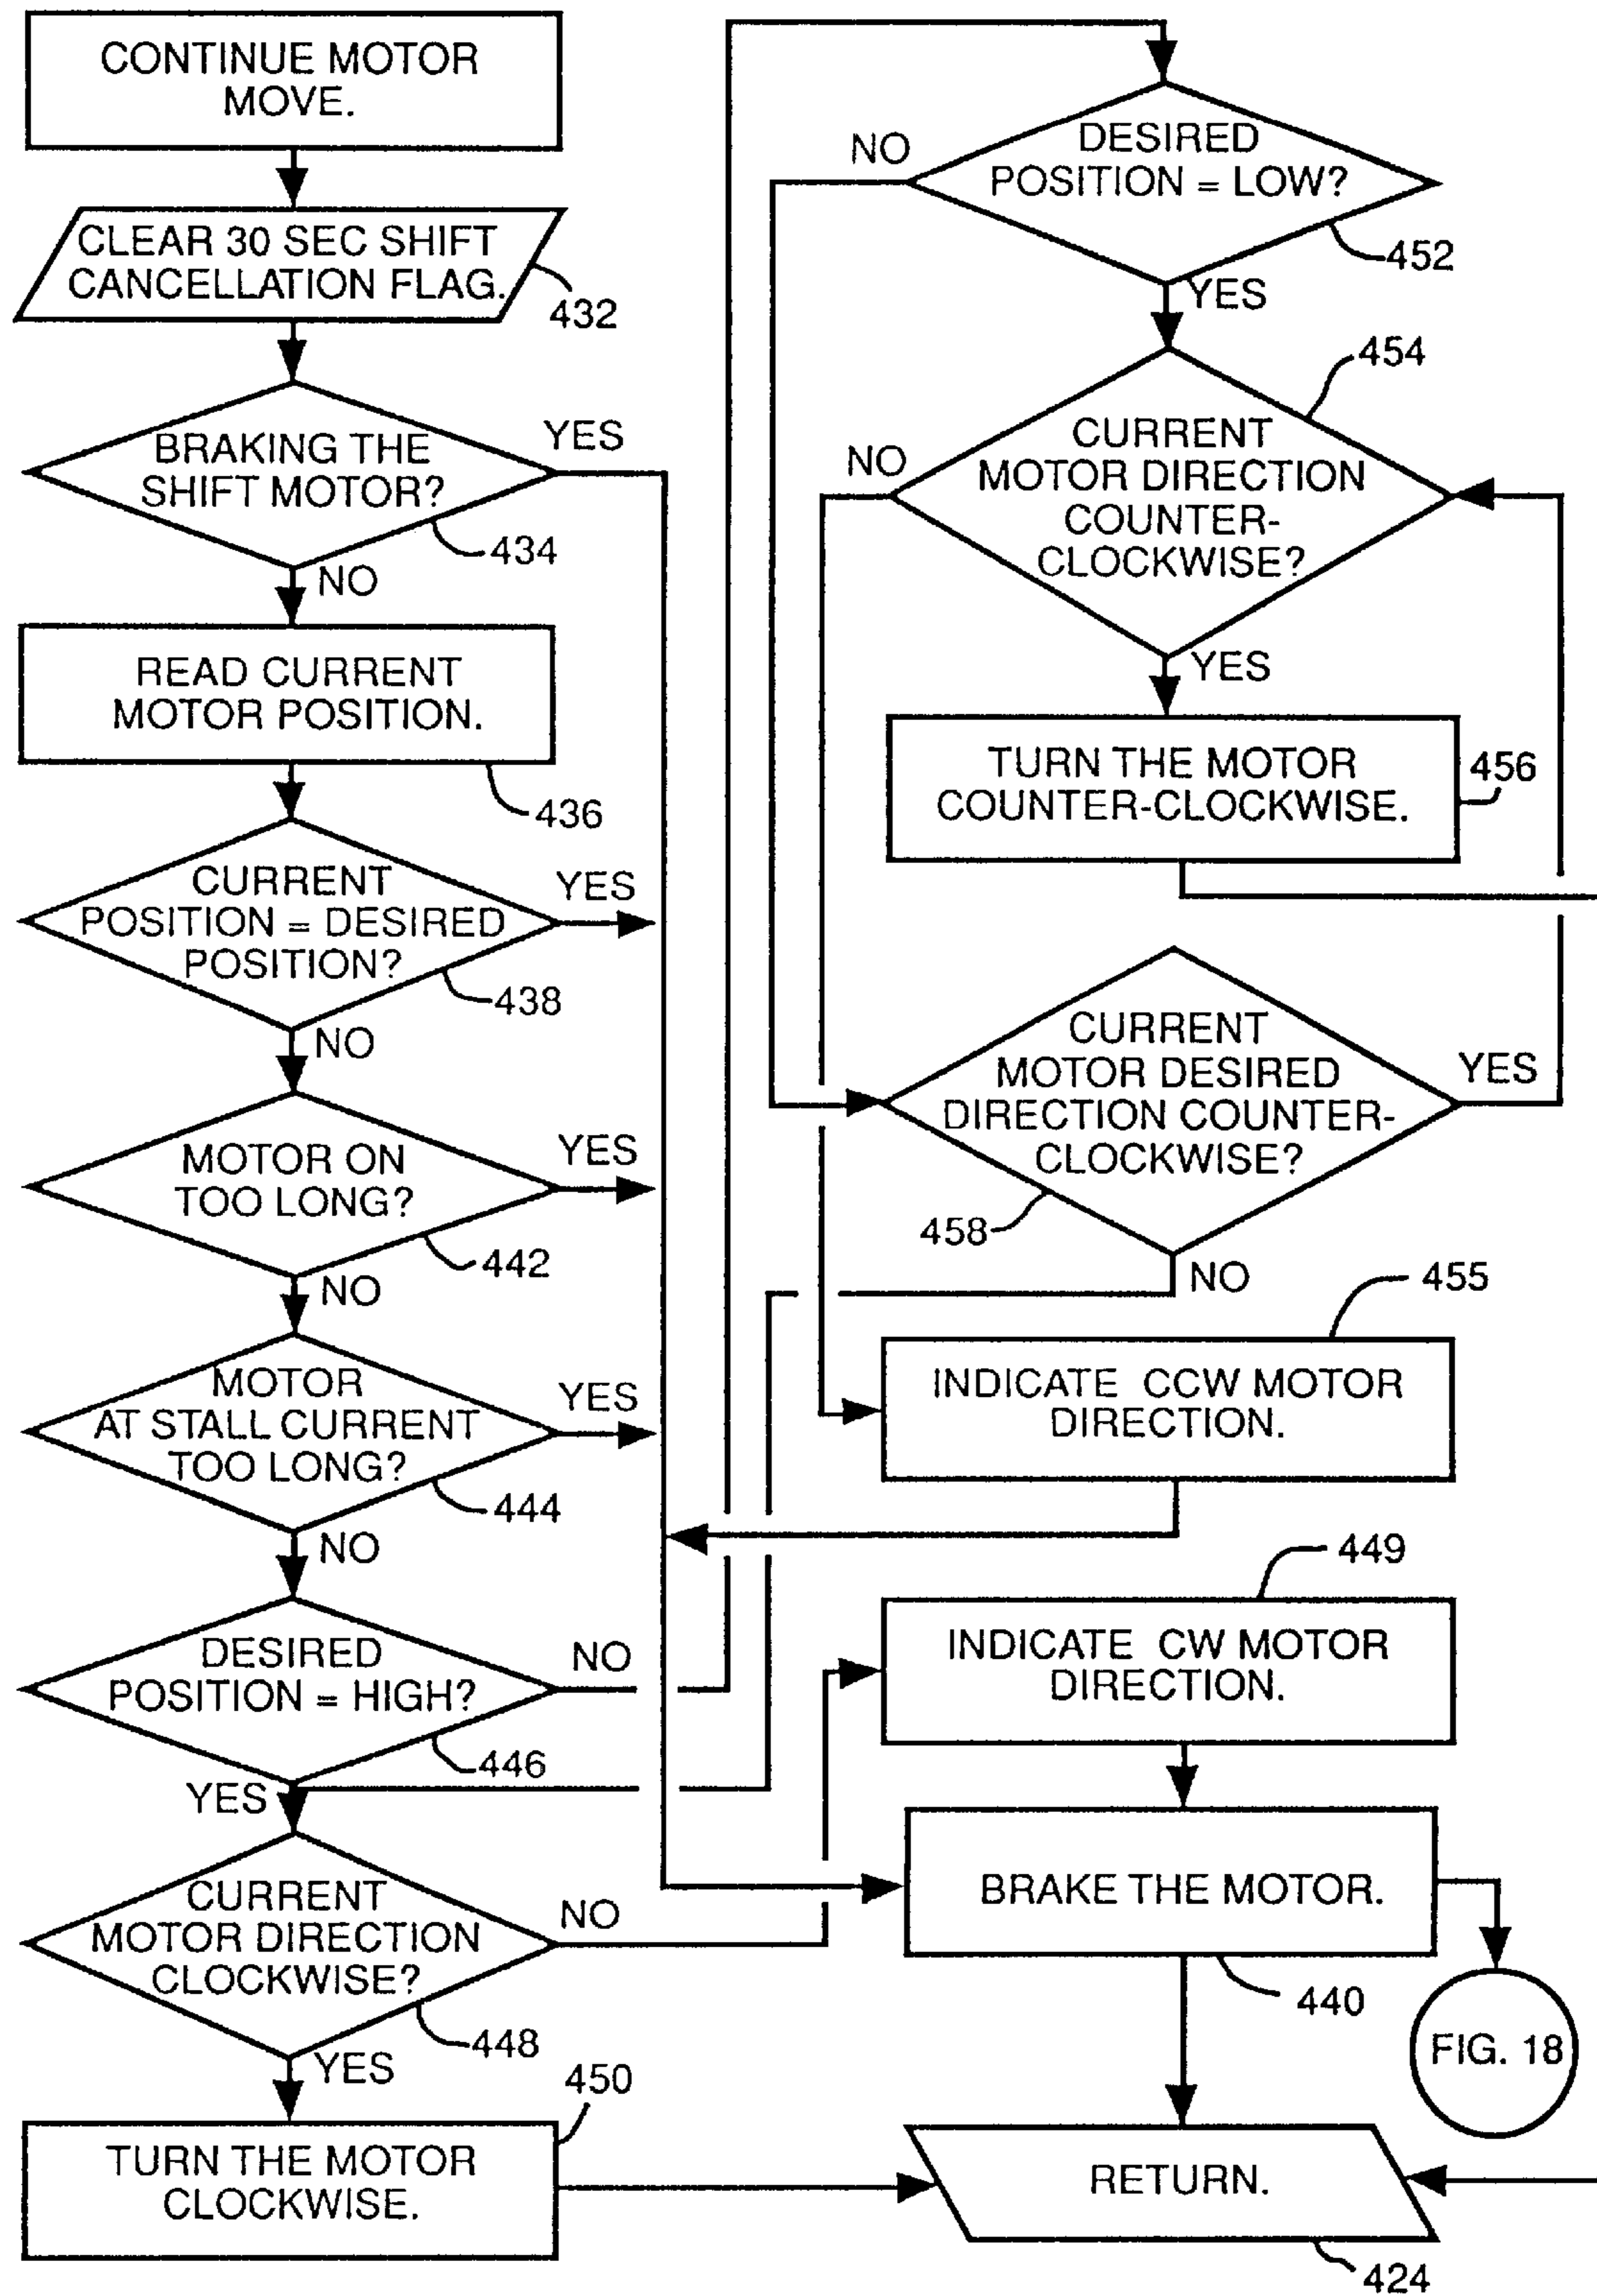 CONTINUE MOTOR
MOVE.
CLEAR 30 SEC SHIFT
CANCELLATION FLAG.
432
BRAKING THE
SHIFT MOTOR?
YES
434
NO
READ CURRENT
MOTOR POSITION.
436
CURRENT
POSITION = DESIRED
POSITION?
YES
438
NO
MOTOR ON
TOO LONG?
YES
442
NO
MOTOR
AT STALL CURRENT
TOO LONG?
YES
444
NO
DESIRED
POSITION = HIGH?
NO
446
YES
CURRENT
MOTOR DIRECTION
CLOCKWISE?
NO
448
YES
450
TURN THE MOTOR
CLOCKWISE.
DESIRED
POSITION = LOW?
NO
452
YES
454
CURRENT
MOTOR DIRECTION
COUNTER-
CLOCKWISE?
NO
YES
TURN THE MOTOR
COUNTER-CLOCKWISE.
456
CURRENT
MOTOR DESIRED
DIRECTION COUNTER-
CLOCKWISE?
YES
458
NO
455
INDICATE CCW MOTOR
DIRECTION.
449
INDICATE CW MOTOR
DIRECTION.
BRAKE THE MOTOR.
440
FIG. 18
RETURN.
424